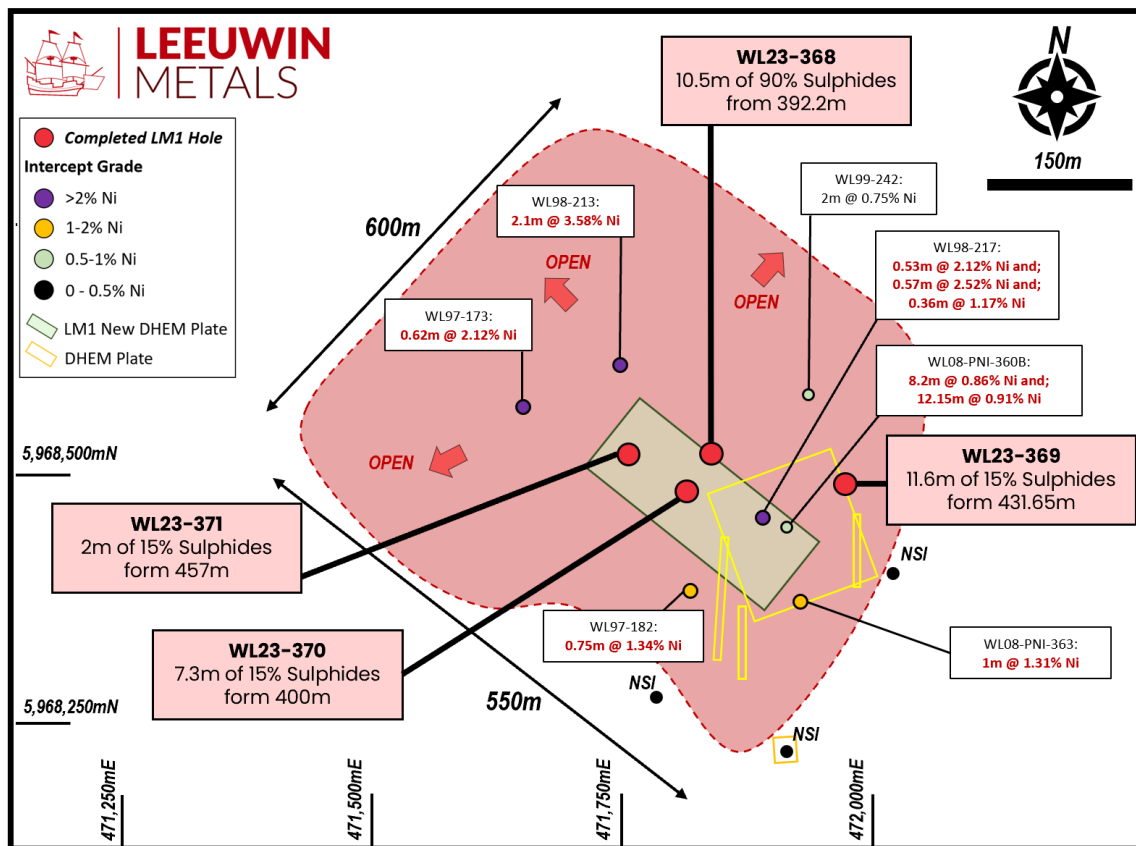 LEEUWIN
METALS
Completed LM1 Hole
Intercept Grade
>2% Ni
1-2% Ni
0.5-1% Ni
0 - 0.5% Ni
LM1 New DHEM Plate
DHEM Plate
WL23-368
10.5m of 90% Sulphides
from 392.2m
N
150m
600m
WL98-213:
2.1m @ 3.58% Ni
WL99-242:
2m @ 0.75% Ni
OPEN
OPEN
WL98-217:
0.53m @ 2.12% Ni and;
0.57m @ 2.52% Ni and;
0.36m @ 1.17% Ni
WL97-173:
0.62m @ 2.12% Ni
WL08-PNI-360B:
8.2m @ 0.86% Ni and;
12.15m @ 0.91% Ni
5,968,500mN
OPEN
WL23-369
11.6m of 15% Sulphides
form 431.65m
WL23-371
2m of 15% Sulphides
form 457m
NSI
WL97-182:
0.75m @ 1.34% Ni
WL08-PNI-363:
1m @ 1.31% Ni
WL23-370
7.3m of 15% Sulphides
form 400m
NSI
550m
5,968,250mN
NSI
471,250mE
471,500mE
471,750mE
472,000mE